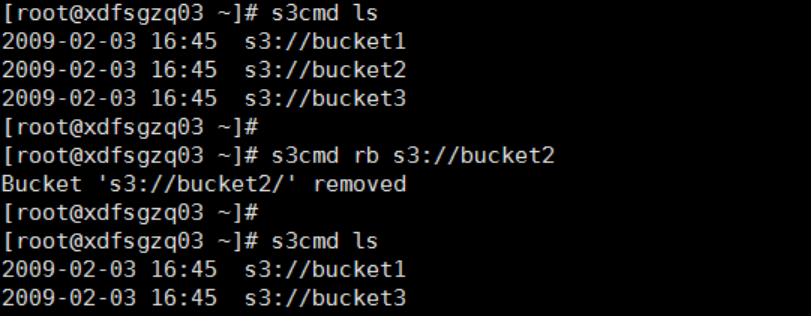 [root@xdfsgzq03 ~]# s3cmd ls
2009-02-03 16:45  s3://bucket1
2009-02-03 16:45  s3://bucket2
2009-02-03 16:45  s3://bucket3
[root@xdfsgzq03 ~]#
[root@xdfsgzq03 ~]# s3cmd rb s3://bucket2
Bucket 's3://bucket2/' removed
[root@xdfsgzq03 ~]#
[root@xdfsgzq03 ~]# s3cmd ls
2009-02-03 16:45  s3://bucket1
2009-02-03 16:45  s3://bucket3